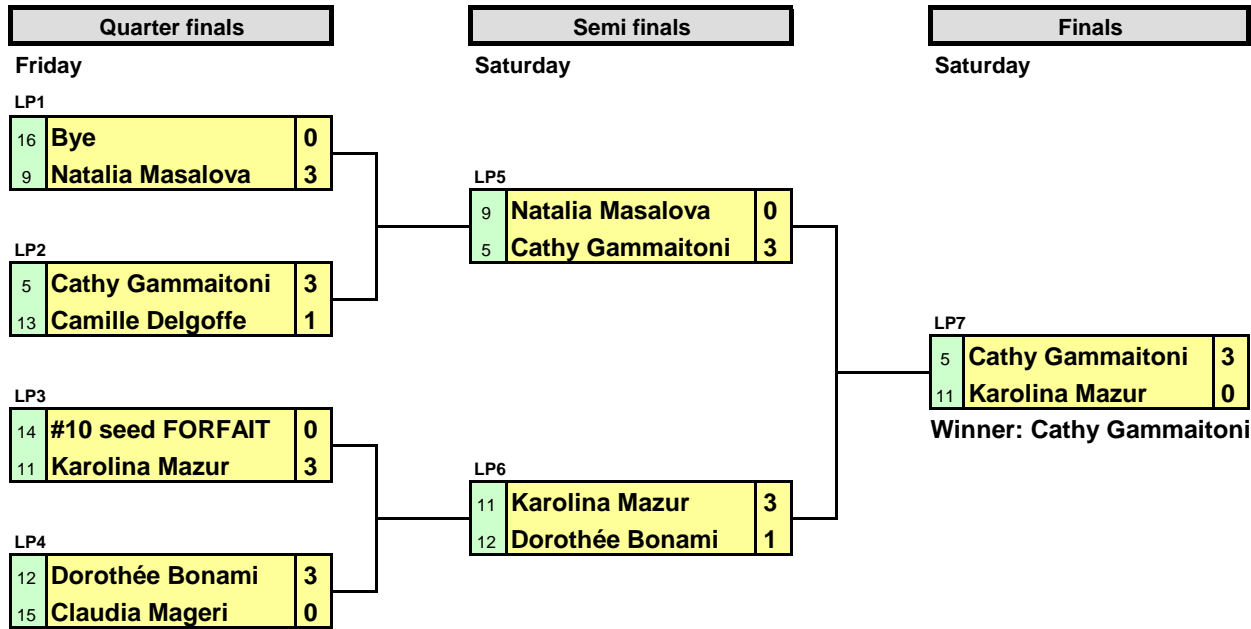 Quarter finals
Semi finals
Finals
Friday
Saturday
Saturday
LP1
16 Bye 0
9 Natalia Masalova 3
LP2
5 Cathy Gammaitoni 3
13 Camille Delgoffe 1
LP3
14 #10 seed FORFAIT 0
11 Karolina Mazur 3
LP4
12 Dorothée Bonami 3
15 Claudia Mageri 0
LP5
9 Natalia Masalova 0
5 Cathy Gammaitoni 3
LP6
11 Karolina Mazur 3
12 Dorothée Bonami 1
LP7
5 Cathy Gammaitoni 3
11 Karolina Mazur 0
Winner: Cathy Gammaitoni